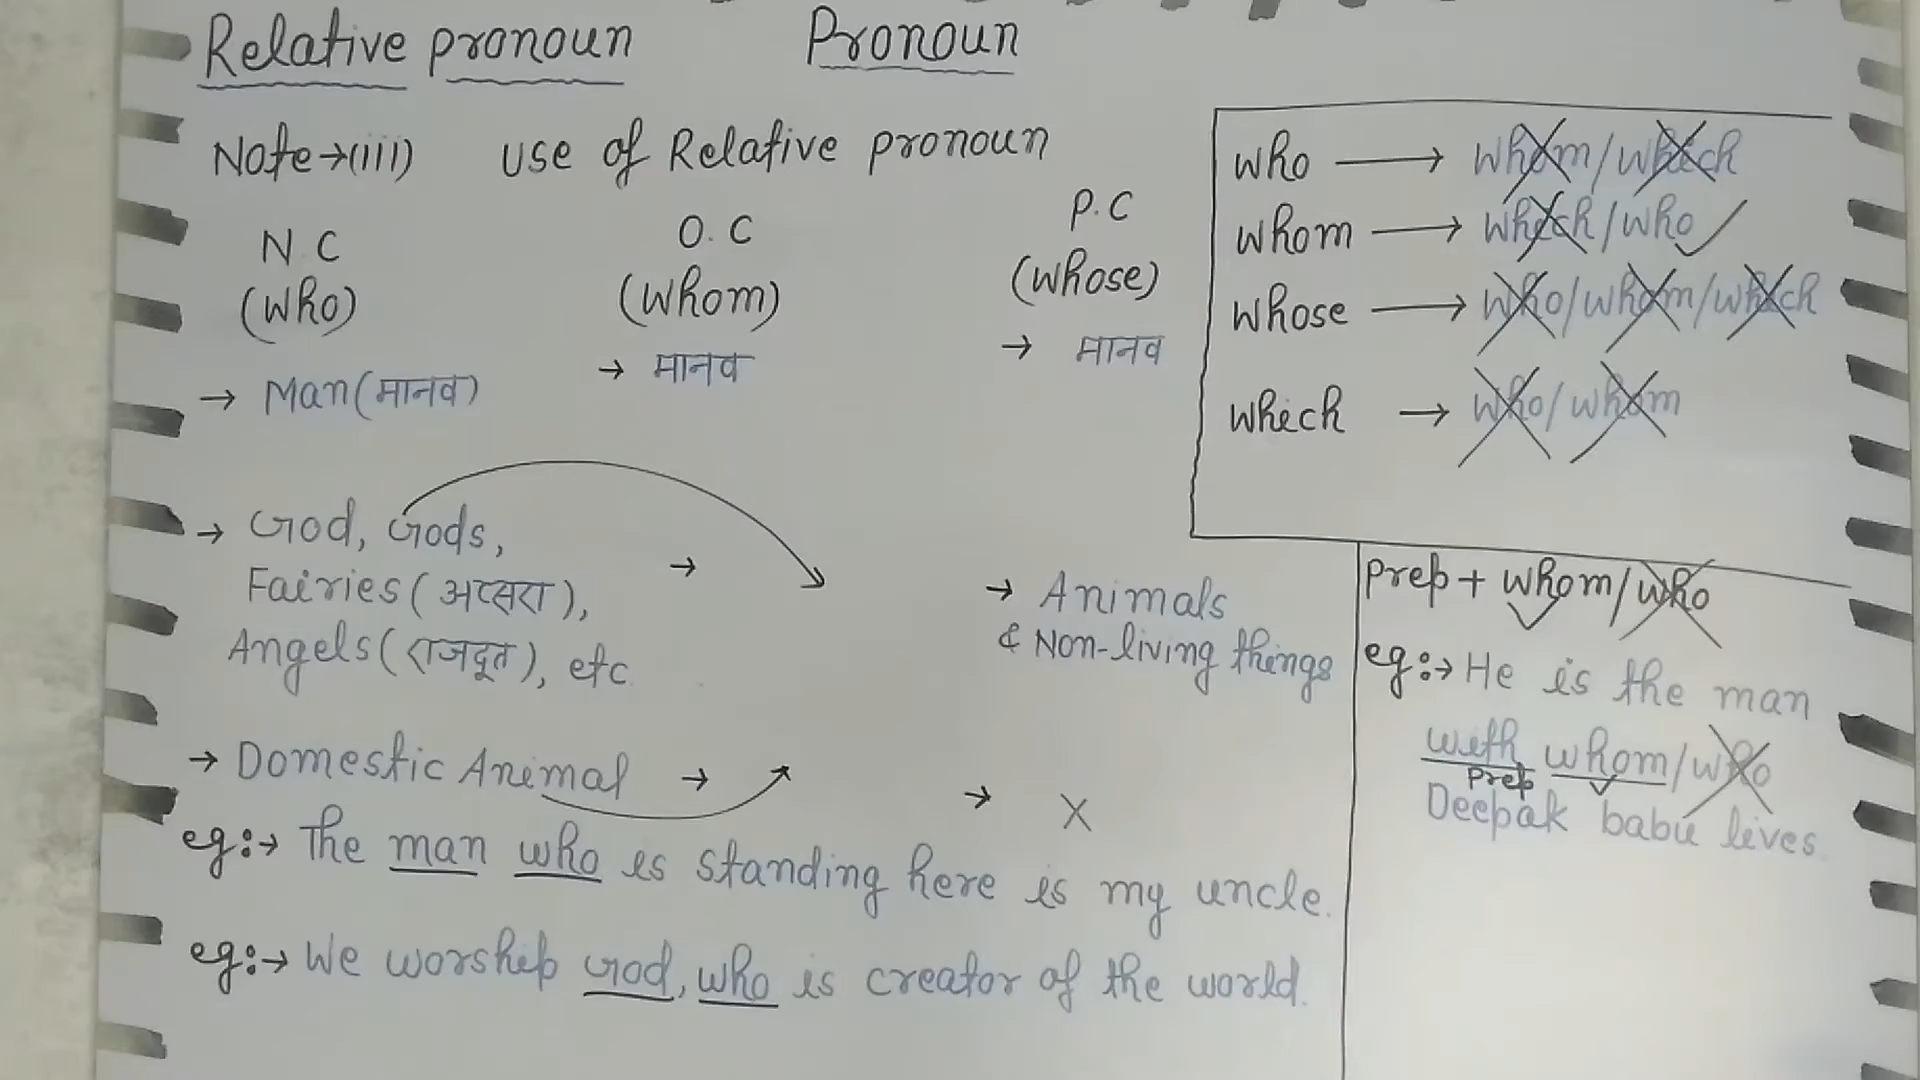 Relative pronoun Pronoun
Note→(iii) use of Relative pronoun
N C O. C P. C
(who) (whom) (whose)
→ Man(मानव) → मानव → मानव
→ God, Gods, →
Fairies (अप्सरा),
Angels (राजदूत), etc
→ Animals
& Non-living things
→ Domestic Animal → → X
eg:→ The man who is standing here is my uncle.
eg:→ We worship God, who is creator of the world.
who → whom/which
whom → which/who ✓
whose → who/whom/which
which → who/whom
prep + whom/who
eg:→ He is the man
with whom/who
prep
Deepak babu lives.